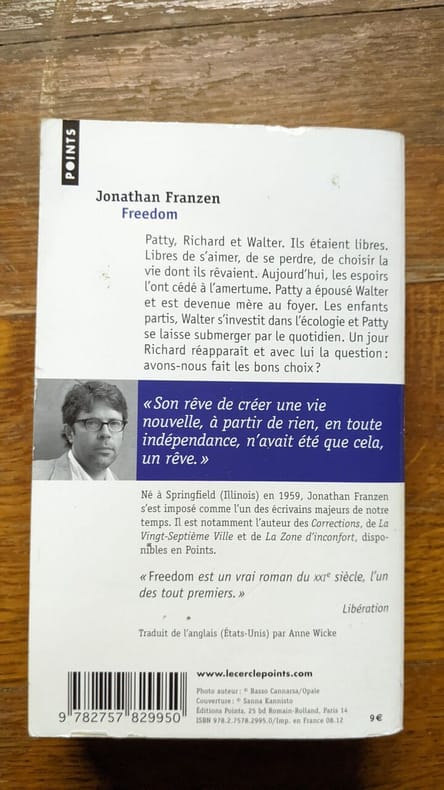 POINTS
Jonathan Franzen
Freedom
Patty, Richard et Walter. Ils étaient libres.
Libres de s'aimer, de se perdre, de choisir la
vie dont ils rêvaient. Aujourd'hui, les espoirs
l'ont cédé à l'amertume. Patty a épousé Walter
et est devenue mère au foyer. Les enfants
partis, Walter s'investit dans l'écologie et Patty
se laisse submerger par le quotidien. Un jour
Richard réapparaît et avec lui la question :
avons-nous fait les bons choix ?
« Son rêve de créer une vie
nouvelle, à partir de rien, en toute
indépendance, n'avait été que cela,
un rêve. »
Né à Springfield (Illinois) en 1959, Jonathan Franzen
s'est imposé comme l'un des écrivains majeurs de notre
temps. Il est notamment l'auteur des Corrections, de La
Vingt-Septième Ville et de La Zone d'inconfort, dispo-
nibles en Points.
« Freedom est un vrai roman du XXIe siècle, l'un
des tout premiers. »
Libération
Traduit de l'anglais (États-Unis) par Anne Wicke
www.lecerclepoints.com
Photo auteur : © Basso Cannarsa/Opale
Couverture : © Sanna Kannisto
Éditions Points, 25 bd Romain-Rolland, Paris 14
ISBN 978.2.7578.2995.0/Imp. en France 08.12
9 €
9 782757 829950